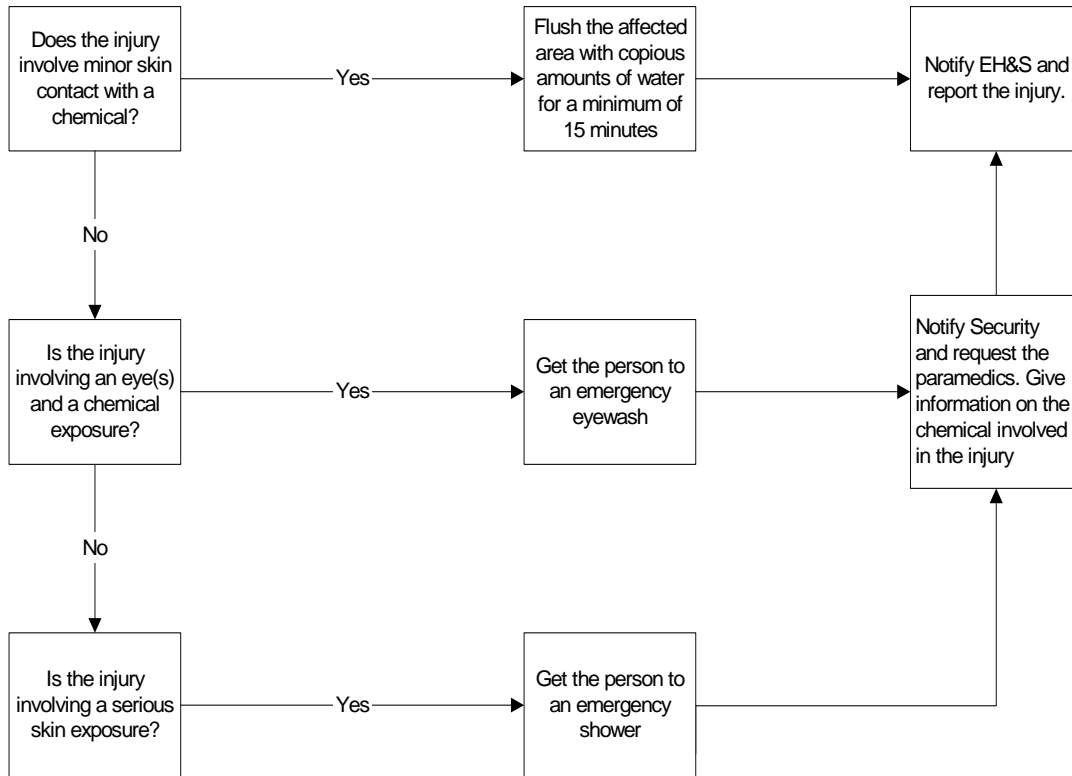 Does the injury
involve minor skin
contact with a
chemical?
Yes
Flush the affected
area with copious
amounts of water
for a minimum of
15 minutes
Notify EH&S and
report the injury.
No
Is the injury
involving an eye(s)
and a chemical
exposure?
Yes
Get the person to
an emergency
eyewash
Notify Security
and request the
paramedics. Give
information on the
chemical involved
in the injury
No
Is the injury
involving a serious
skin exposure?
Yes
Get the person to
an emergency
shower